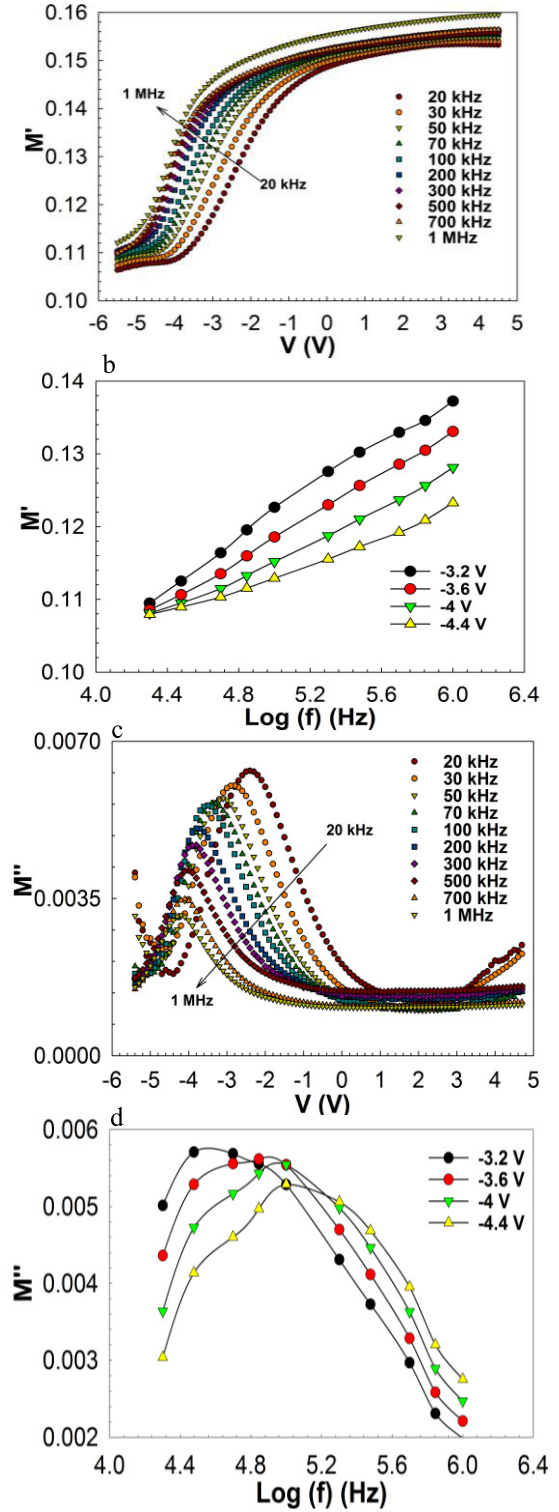 0.16
0.15
0.14
0.13
0.12
0.11
0.10
M'
1 MHz
20 kHz
20 kHz
30 kHz
50 kHz
70 kHz
100 kHz
200 kHz
300 kHz
500 kHz
700 kHz
1 MHz
-6 -5 -4 -3 -2 -1 0 1 2 3 4 5
V (V)
b
0.14
0.13
0.12
0.11
0.10
M'
-3.2 V
-3.6 V
-4 V
-4.4 V
4.0 4.4 4.8 5.2 5.6 6.0 6.4
Log (f) (Hz)
c
0.0070
0.0035
0.0000
M''
20 kHz
30 kHz
50 kHz
70 kHz
100 kHz
200 kHz
300 kHz
500 kHz
700 kHz
1 MHz
20 kHz
1 MHz
-6 -5 -4 -3 -2 -1 0 1 2 3 4 5
V (V)
d
0.006
0.005
0.004
0.003
0.002
M''
-3.2 V
-3.6 V
-4 V
-4.4 V
4.0 4.4 4.8 5.2 5.6 6.0 6.4
Log (f) (Hz)